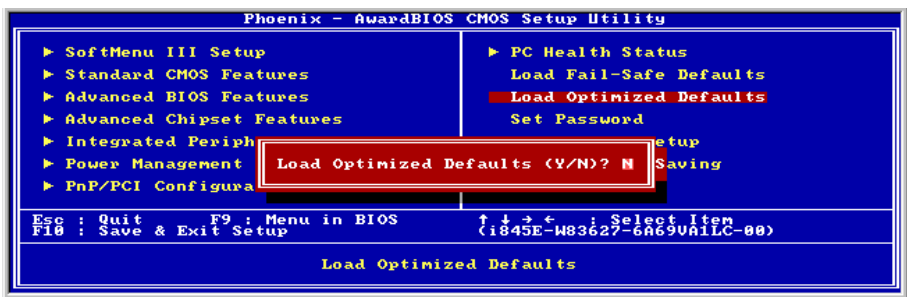 Phoenix - AwardBIOS CMOS Setup Utility
► SoftMenu III Setup
► Standard CMOS Features
► Advanced BIOS Features
► Advanced Chipset Features
► Integrated Periph
► Power Management
► PnP/PCI Configura
► PC Health Status
Load Fail-Safe Defaults
Load Optimized Defaults
Set Password
etup
Saving
Load Optimized Defaults (Y/N)? N
Esc : Quit F9 : Menu in BIOS ↑ ↓ → ← : Select Item
F10 : Save & Exit Setup (i845E-W83627-6A69VA1LC-00)
Load Optimized Defaults